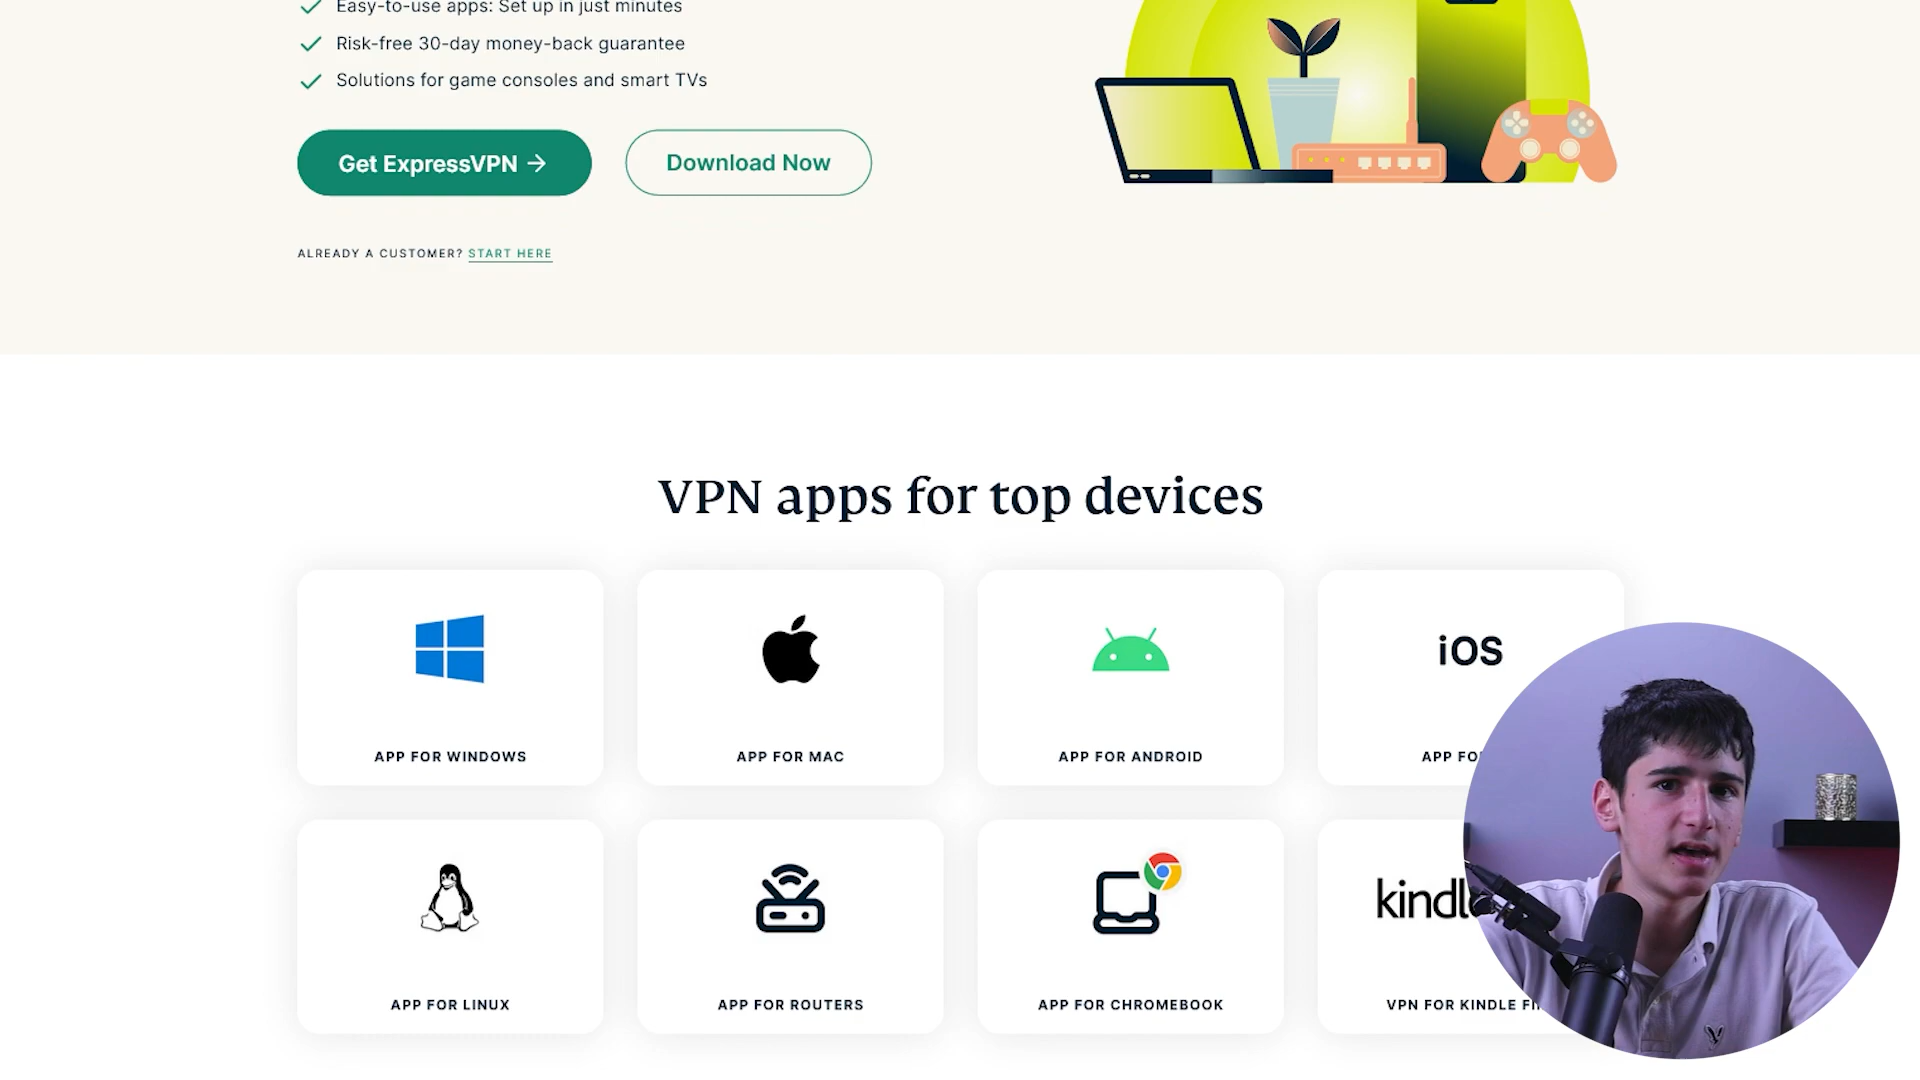 Easy-to-use apps: Set up in just minutes
Risk-free 30-day money-back guarantee
Solutions for game consoles and smart TVs
Get ExpressVPN →
Download Now
ALREADY A CUSTOMER? START HERE
VPN apps for top devices
iOS
APP FOR WINDOWS
APP FOR MAC
APP FOR ANDROID
APP
kindle
APP FOR LINUX
APP FOR ROUTERS
APP FOR CHROMEBOOK
VPN FOR KINDLE